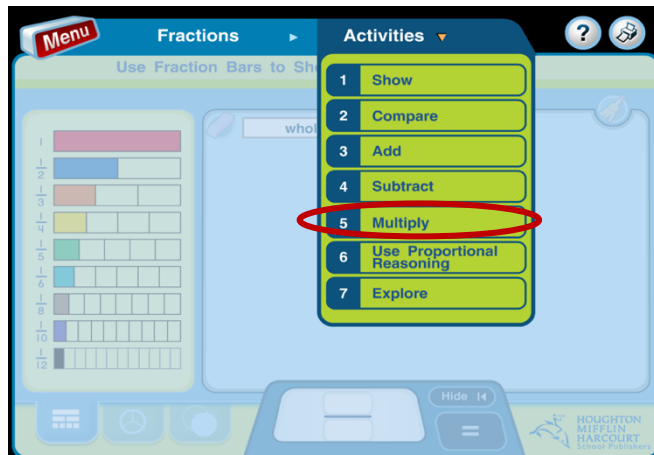 Menu
Fractions
Activities
?
Use Fraction Bars to Sh
1 Show
2 Compare
3 Add
4 Subtract
5 Multiply
6 Use Proportional
Reasoning
7 Explore
whol
1
1/2
1/3
1/4
1/5
1/6
1/8
1/10
1/12
Hide
=
HOUGHTON
MIFFLIN
HARCOURT
School Publishers